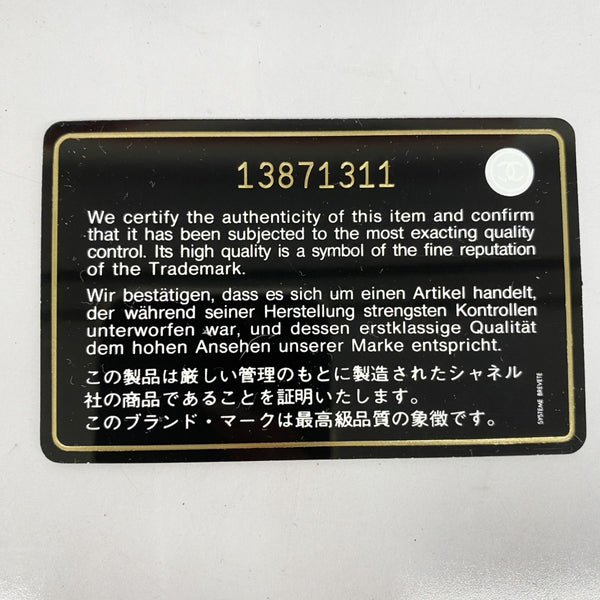 13871311
We certify the authenticity of this item and confirm
that it has been subjected to the most exacting quality
control. Its high quality is a symbol of the fine reputation
of the Trademark.
Wir bestätigen, dass es sich um einen Artikel handelt,
der während seiner Herstellung strengsten Kontrollen
unterworfen war, und dessen erstklassige Qualität
dem hohen Ansehen unserer Marke entspricht.
この製品は厳しい管理のもとに製造されたシャネル
社の商品であることを証明いたします。
このブランド・マークは最高級品質の象徴です。
SYSTEME BREVETE